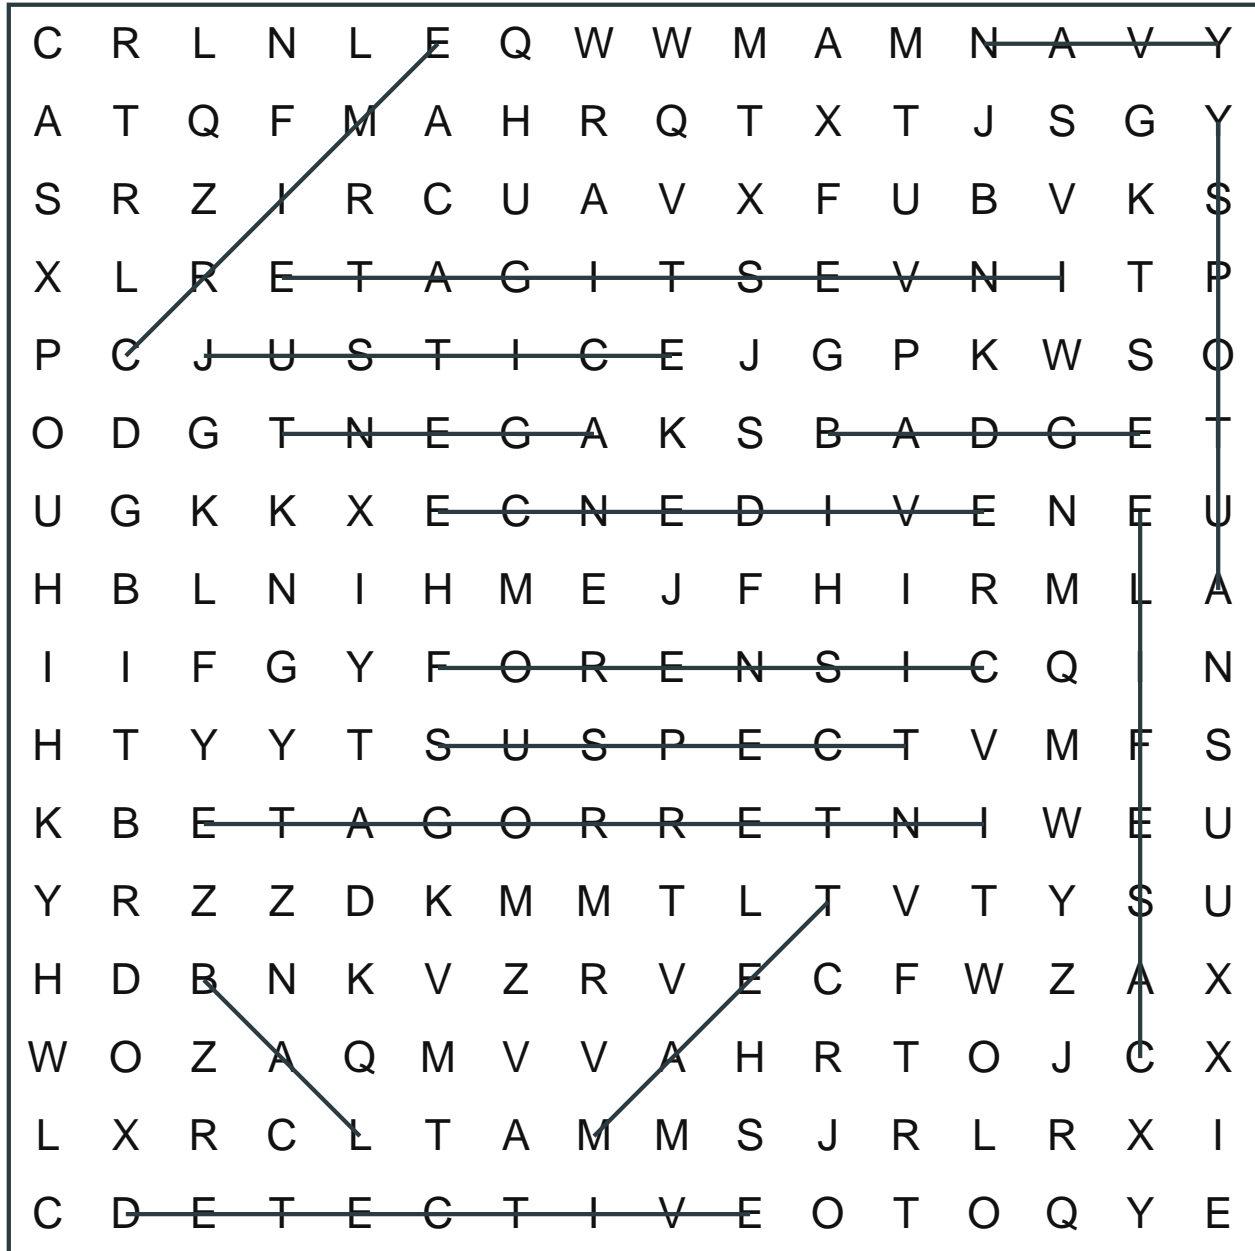 C R L N L E Q W W M A M N A V Y
A T Q F M A H R Q T X T J S G Y
S R Z I R C U A V X F U B V K S
X L R E T A G I T S E V N I T P
P C J U S T I C E J G P K W S O
O D G T N E G A K S B A D G E T
U G K K X E C N E D I V E N E U
H B L N I H M E J F H I R M L A
I I F G Y F O R E N S I C Q I N
H T Y Y T S U S P E C T V M F S
K B E T A G O R R E T N I W E U
Y R Z Z D K M M T L T V T Y S U
H D B N K V Z R V E C F W Z A X
W O Z A Q M V V A H R T O J C X
L X R C L T A M M S J R L R X I
C D E T E C T I V E O T O Q Y E